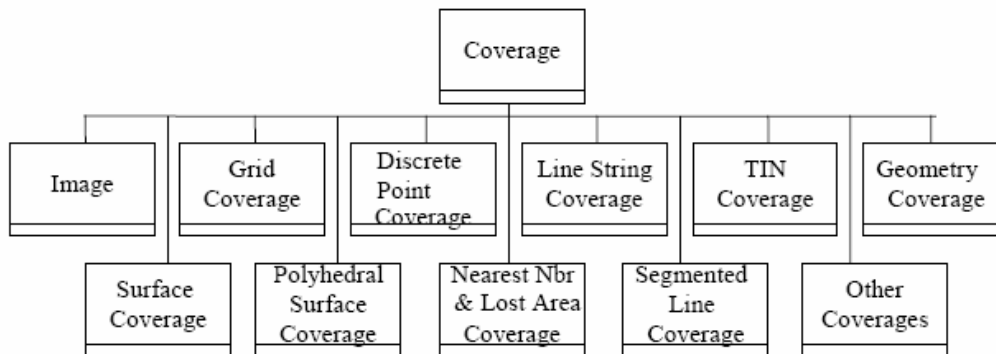 Coverage
Image
Grid
Coverage
Discrete
Point
Coverage
Line String
Coverage
TIN
Coverage
Geometry
Coverage
Surface
Coverage
Polyhedral
Surface
Coverage
Nearest Nbr
& Lost Area
Coverage
Segmented
Line
Coverage
Other
Coverages